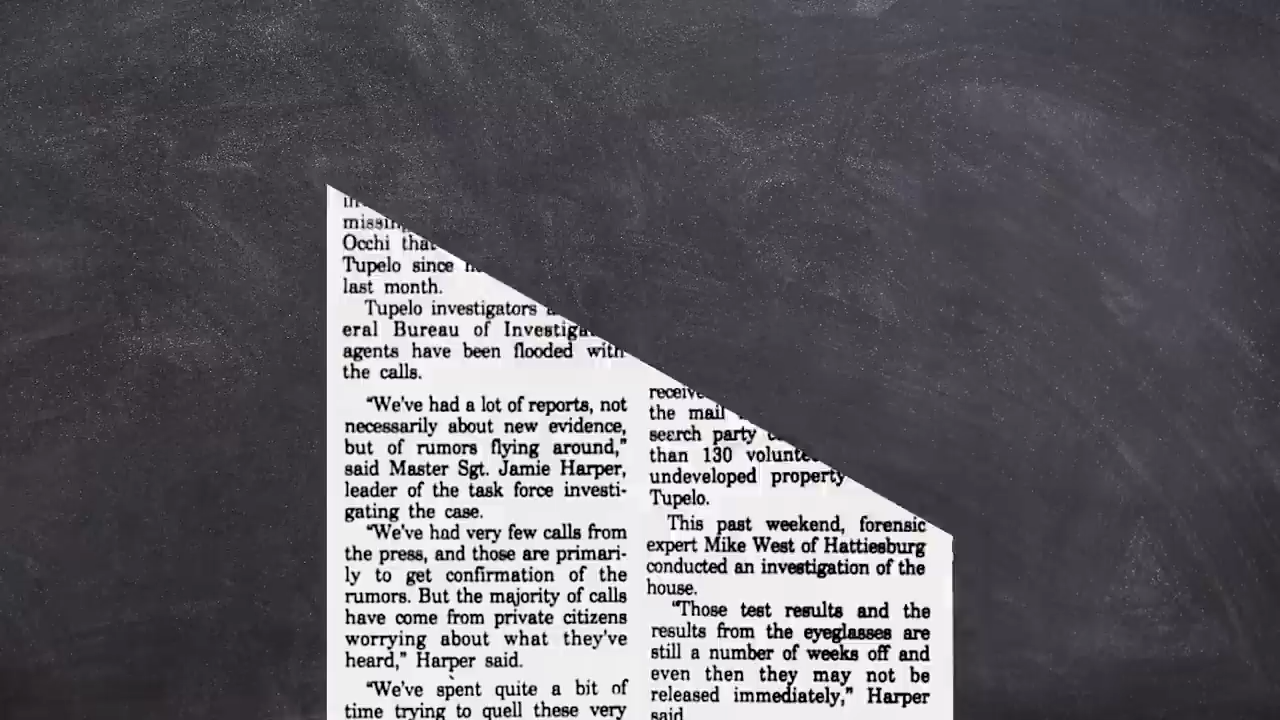 Occhi
Tupelo since
last month.
Tupelo investigators
eral Bureau of
agents have been flooded with
the calls.
"We've had a lot of reports, not
necessarily about new evidence,
but of rumors flying around,"
said Master Sgt. Jamie Harper,
leader of the task force investi-
gating the case.
"We've had very few calls from
the press, and those are primari-
ly to get confirmation of the
rumors. But the majority of calls
have come from private citizens
worrying about what they've
heard," Harper said.
"We've spent quite a bit of
time trying to quell these very
the mail
search party
than 130
undeveloped property
Tupelo.
This past weekend, forensic
expert Mike West of Hattiesburg
conducted an investigation of the
house.
"Those test results and the
results from the eyeglasses are
still a number of weeks off and
even then they may not be
released immediately," Harper
said